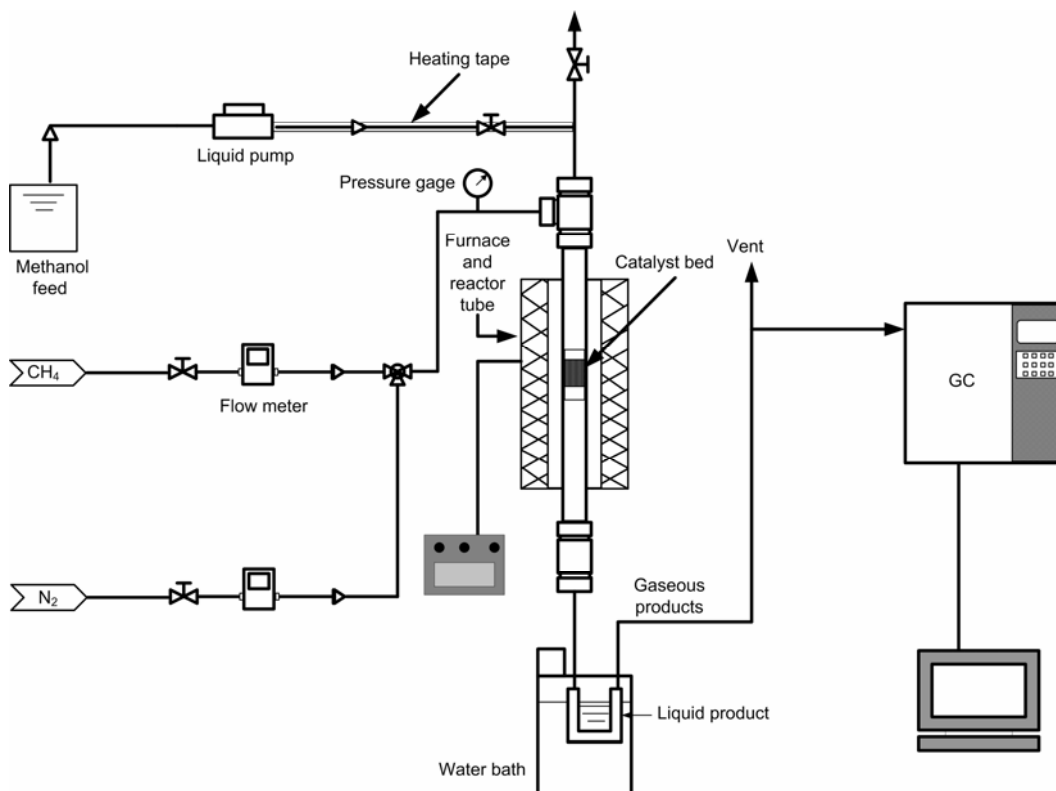 Heating tape
Liquid pump
Pressure gage
Methanol
feed
Furnace
and
reactor
tube
Catalyst bed
Vent
CH₄
Flow meter
GC
N₂
Gaseous
products
Liquid product
Water bath